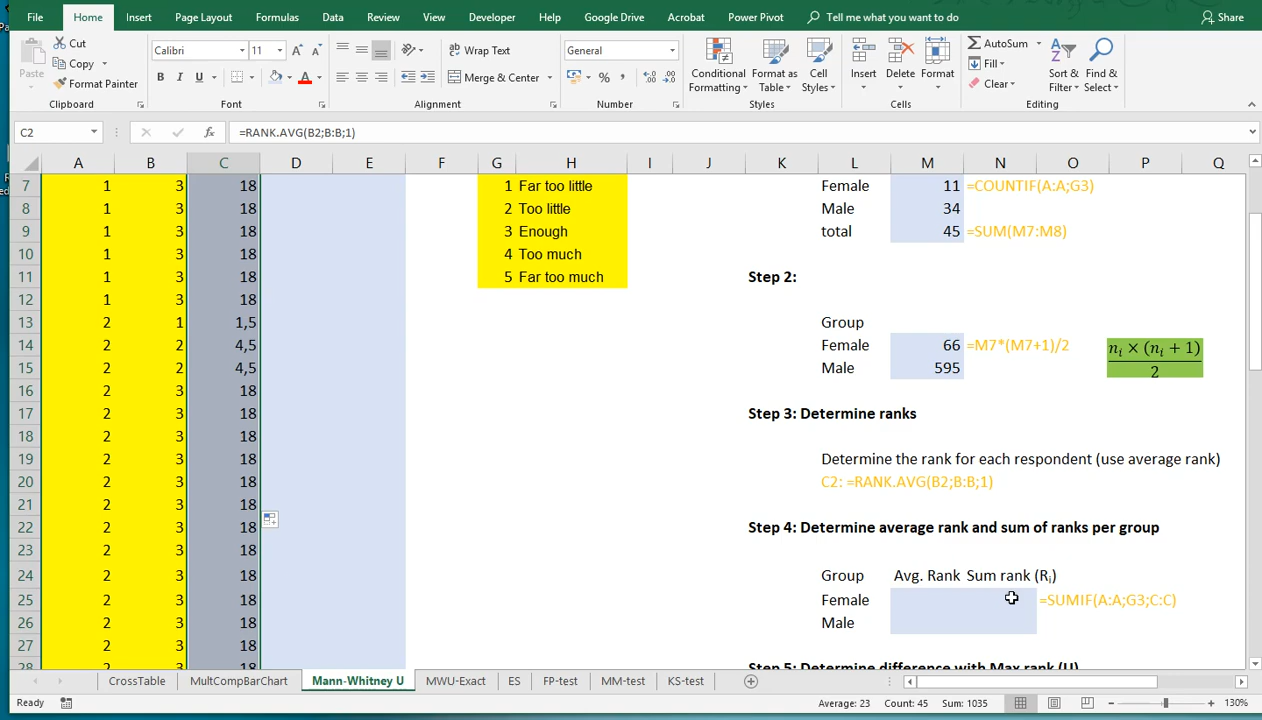 File Home Insert Page Layout Formulas Data Review View Developer Help Google Drive Acrobat Power Pivot Tell me what you want to do Share
Paste Cut Copy Format Painter
Clipboard
Calibri 11 B I U A
Font
Wrap Text
Merge & Center
Alignment
General
%
Number
Conditional Formatting Format as Table Cell Styles
Styles
Insert Delete Format
Cells
AutoSum Fill Clear Sort & Filter Find & Select
Editing
C2 fx =RANK.AVG(B2;B:B;1)
A B C D E F G H I J K L M N O P Q
7 1 3 18 1 Far too little Female 11 =COUNTIF(A:A;G3)
8 1 3 18 2 Too little Male 34
9 1 3 18 3 Enough total 45 =SUM(M7:M8)
10 1 3 18 4 Too much
11 1 3 18 5 Far too much Step 2:
12 1 3 18
13 2 1 1,5 Group
14 2 2 4,5 Female 66 =M7*(M7+1)/2 nᵢ × (nᵢ + 1)
15 2 2 4,5 Male 595 2
16 2 3 18
17 2 3 18 Step 3: Determine ranks
18 2 3 18
19 2 3 18 Determine the rank for each respondent (use average rank)
20 2 3 18 C2: =RANK.AVG(B2;B:B;1)
21 2 3 18
22 2 3 18 Step 4: Determine average rank and sum of ranks per group
23 2 3 18
24 2 3 18 Group Avg. Rank Sum rank (Rᵢ)
25 2 3 18 Female =SUMIF(A:A;G3;C:C)
26 2 3 18 Male
27 2 3 18
28 2 3 18 Step 5: Determine difference with Max rank (U)
CrossTable MultCompBarChart Mann-Whitney U MWU-Exact ES FP-test MM-test KS-test
Ready Average: 23 Count: 45 Sum: 1035 130%